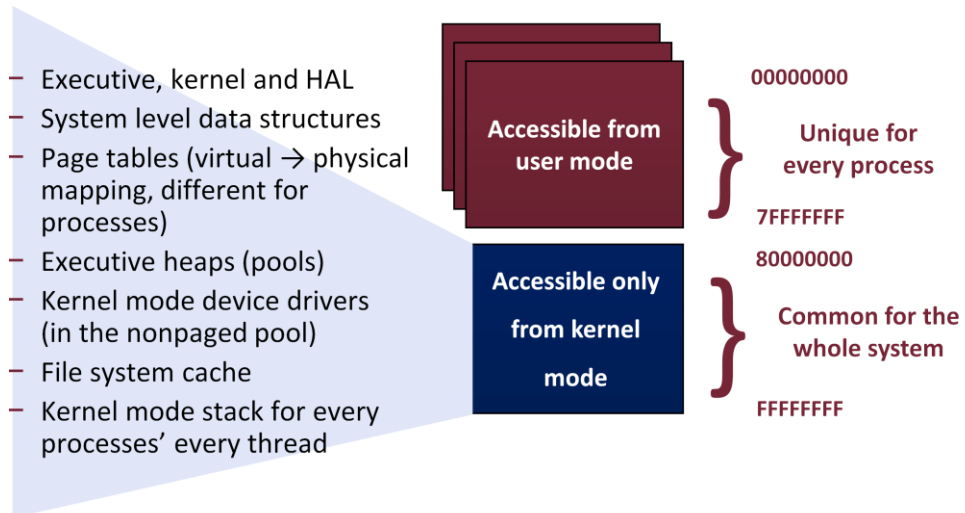 – Executive, kernel and HAL
– System level data structures
– Page tables (virtual → physical
mapping, different for
processes)
– Executive heaps (pools)
– Kernel mode device drivers
(in the nonpaged pool)
– File system cache
– Kernel mode stack for every
processes’ every thread
Accessible from
user mode
Accessible only
from kernel
mode
00000000
}
Unique for
every process
7FFFFFFF
80000000
}
Common for the
whole system
FFFFFFFF